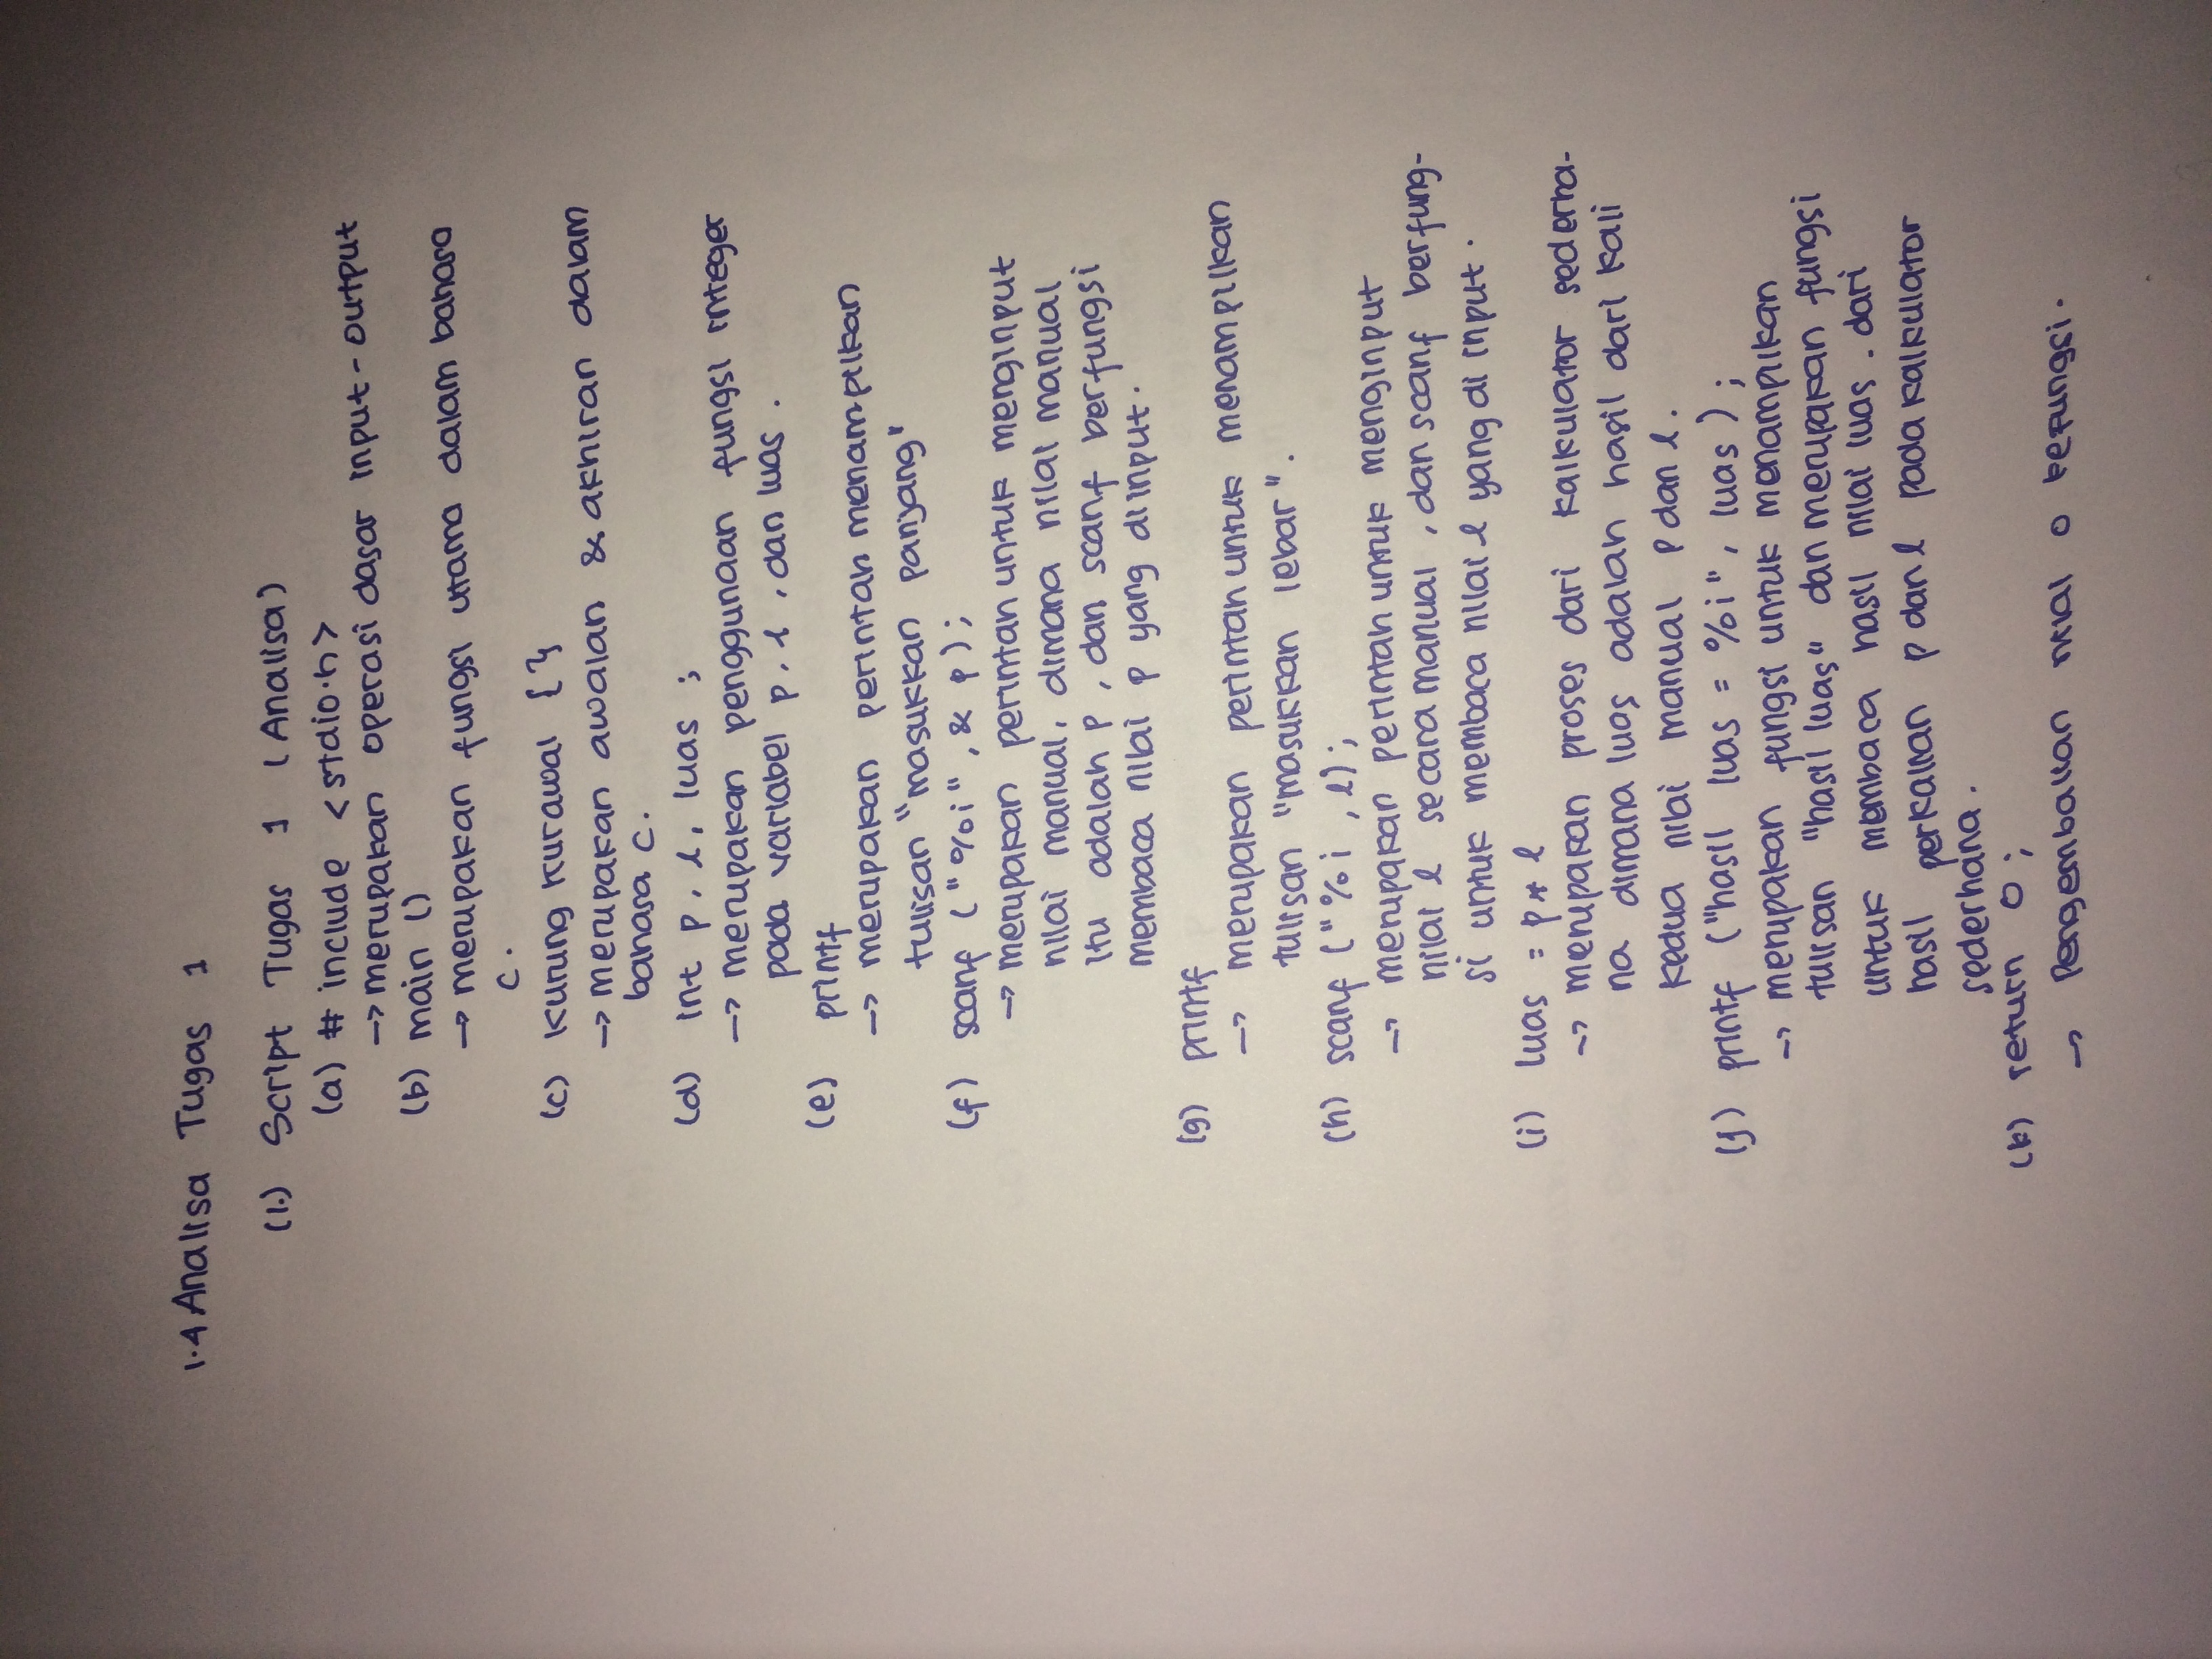 1.4 Analisa Tugas 1
(1.) Script Tugas 1 (Analisa)
(a) # include <stdio.h>
→ merupakan operasi dasar input-output
(b) main ()
→ merupakan fungsi utama dalam bahasa
c.
(c) Kurung kurawal { }
→ merupakan awalan & akhiran dalam
bahasa c.
(d) int p, l, luas ;
→ merupakan penggunaan fungsi integer
pada variabel p, l, dan luas.
(e) printf
→ merupakan perintah menampilkan
tulisan "masukkan panjang"
(f) scanf ("%i", & p);
→ merupakan perintah untuk menginput
nilai manual, dimana nilai manual
itu adalah p, dan scanf berfungsi
membaca nilai p yang diinput.
(g) printf
→ merupakan perintah untuk menampilkan
tulisan "masukkan lebar".
(h) scanf ("%i , l);
→ merupakan perintah untuk menginput
nilai l secara manual, dan scanf berfung-
si untuk membaca nilai l yang di input.
(i) luas = p * l
→ merupakan proses dari kalkulator sederha-
na dimana luas adalah hasil dari kali
kedua nilai manual p dan l.
(j) printf ("hasil luas = %i", luas);
→ merupakan fungsi untuk menampilkan
tulisan "hasil luas" dan merupakan fungsi
untuk membaca hasil nilai luas. dari
hasil perkalian p dan l pada kalkulator
sederhana.
(k) return 0;
→ Pengembalian nilai 0 kefungsi.